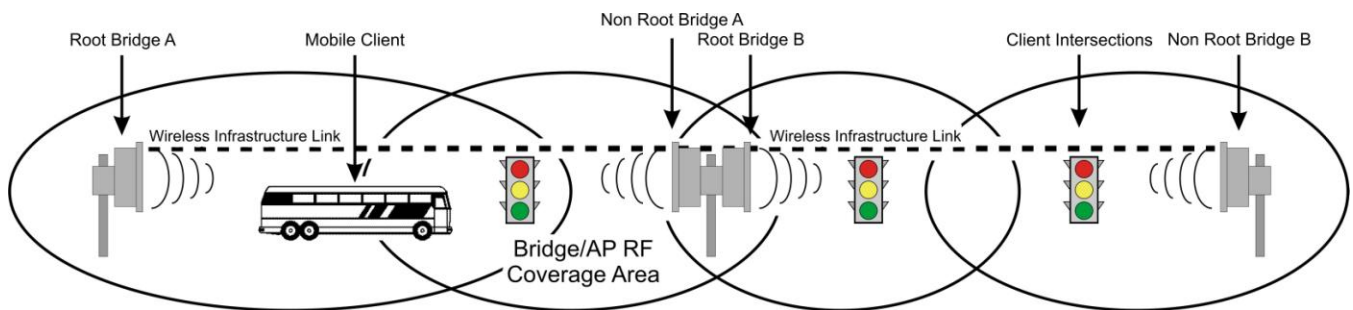 Non Root Bridge A
Root Bridge A
Mobile Client
Root Bridge B
Client Intersections
Non Root Bridge B
Wireless Infrastructure Link
Wireless Infrastructure Link
Bridge/AP RF
Coverage Area